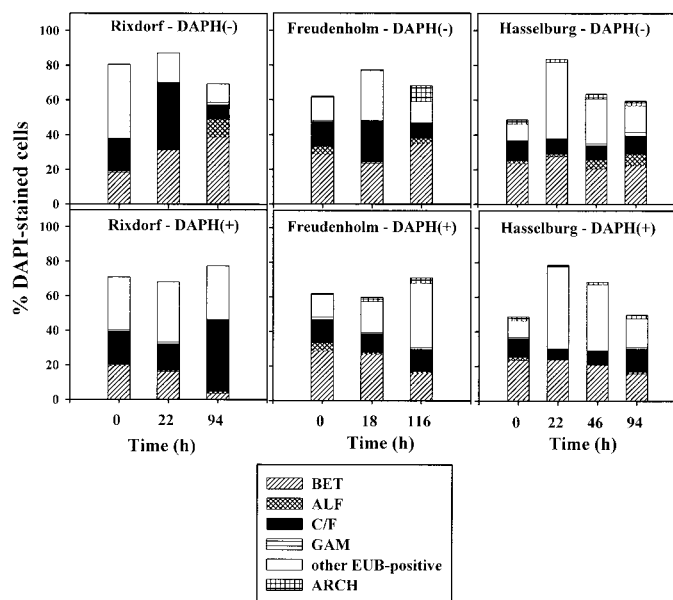 % DAPI-stained cells
Rixdorf - DAPH(-)
Freudenholm - DAPH(-)
Hasselburg - DAPH(-)
80
60
40
20
0
Rixdorf - DAPH(+)
Freudenholm - DAPH(+)
Hasselburg - DAPH(+)
80
60
40
20
0
0 22 94
0 18 116
0 22 46 94
Time (h)
Time (h)
Time (h)
BET
ALF
C/F
GAM
other EUB-positive
ARCH